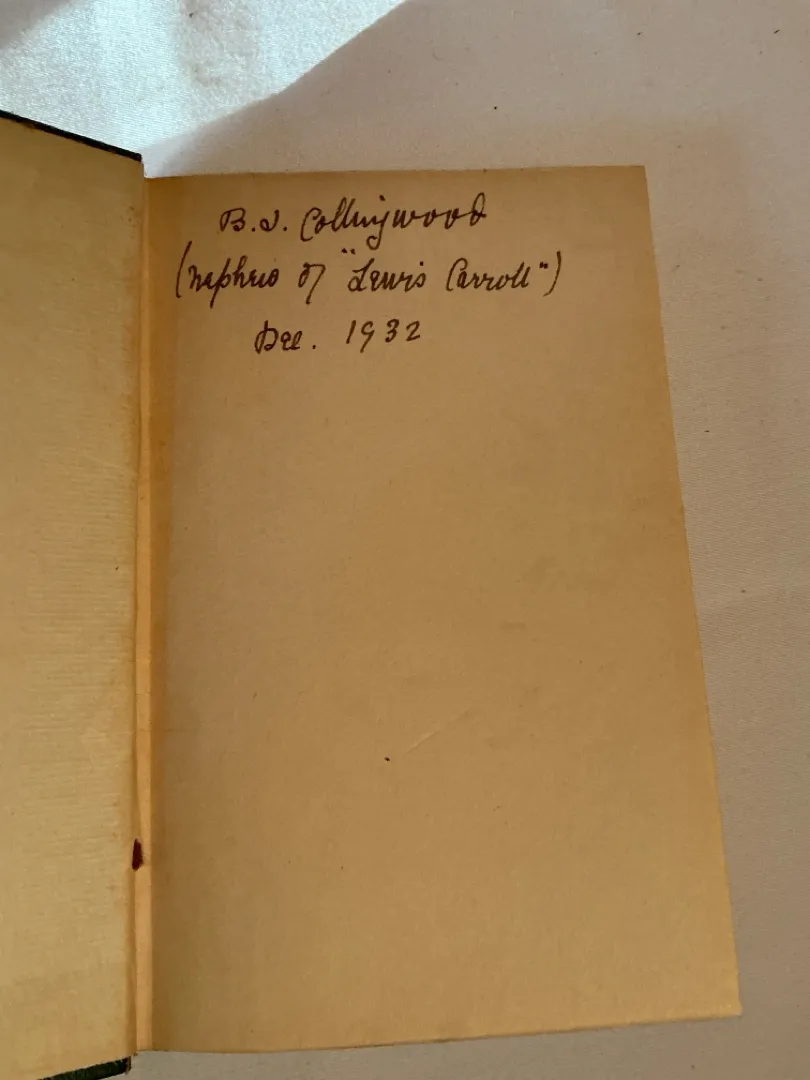 B.J. Collingwood
(nephew of "Lewis Carroll")
Dec. 1932